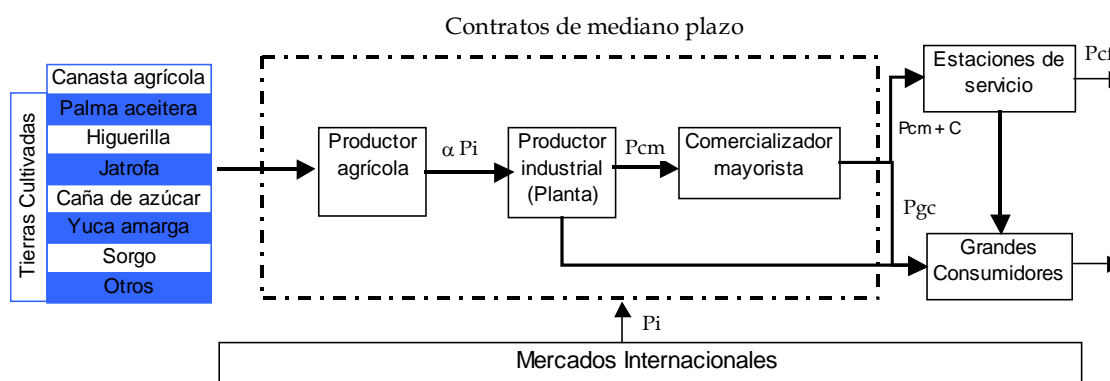 Contratos de mediano plazo
Tierras Cultivadas
Canasta agrícola
Palma aceitera
Higuerilla
Jatrofa
Caña de azúcar
Yuca amarga
Sorgo
Otros
Productor
agrícola
α Pi
Productor
industrial
(Planta)
Pcm
Comercializador
mayorista
Pcm + C
Pgc
Estaciones de
servicio
Pcf
Grandes
Consumidores
Pi
Mercados Internacionales